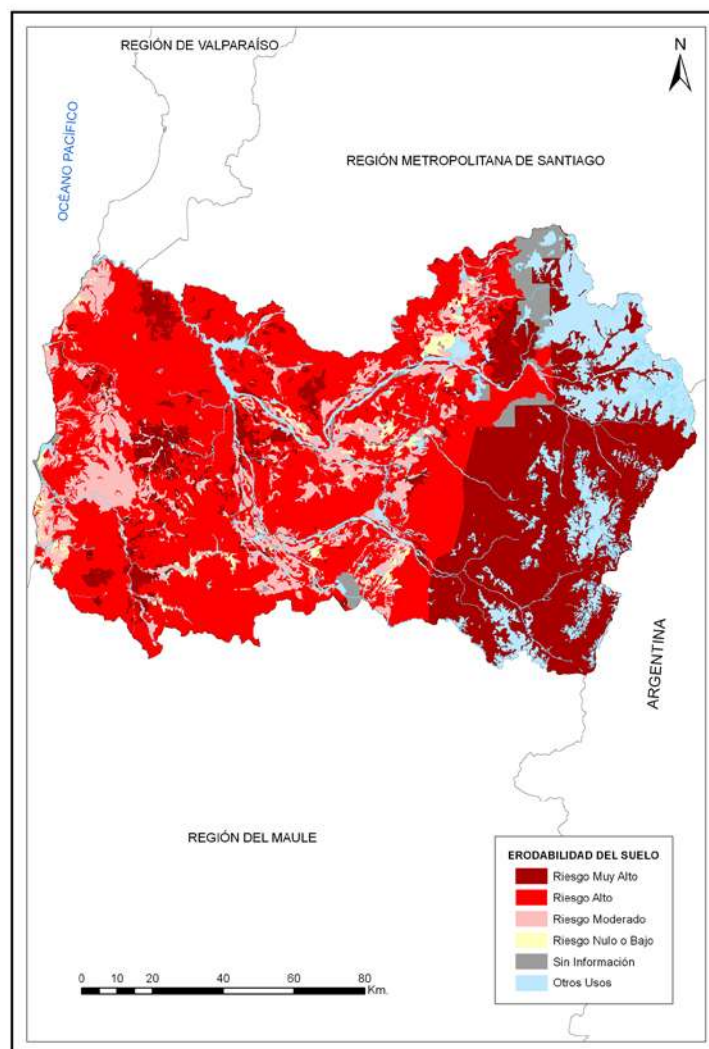 REGIÓN DE VALPARAÍSO
N
OCÉANO PACÍFICO
REGIÓN METROPOLITANA DE SANTIAGO
ARGENTINA
REGIÓN DEL MAULE
ERODABILIDAD DEL SUELO
Riesgo Muy Alto
Riesgo Alto
Riesgo Moderado
Riesgo Nulo o Bajo
Sin Información
Otros Usos
0 5 10 20 40 60 80
Km.